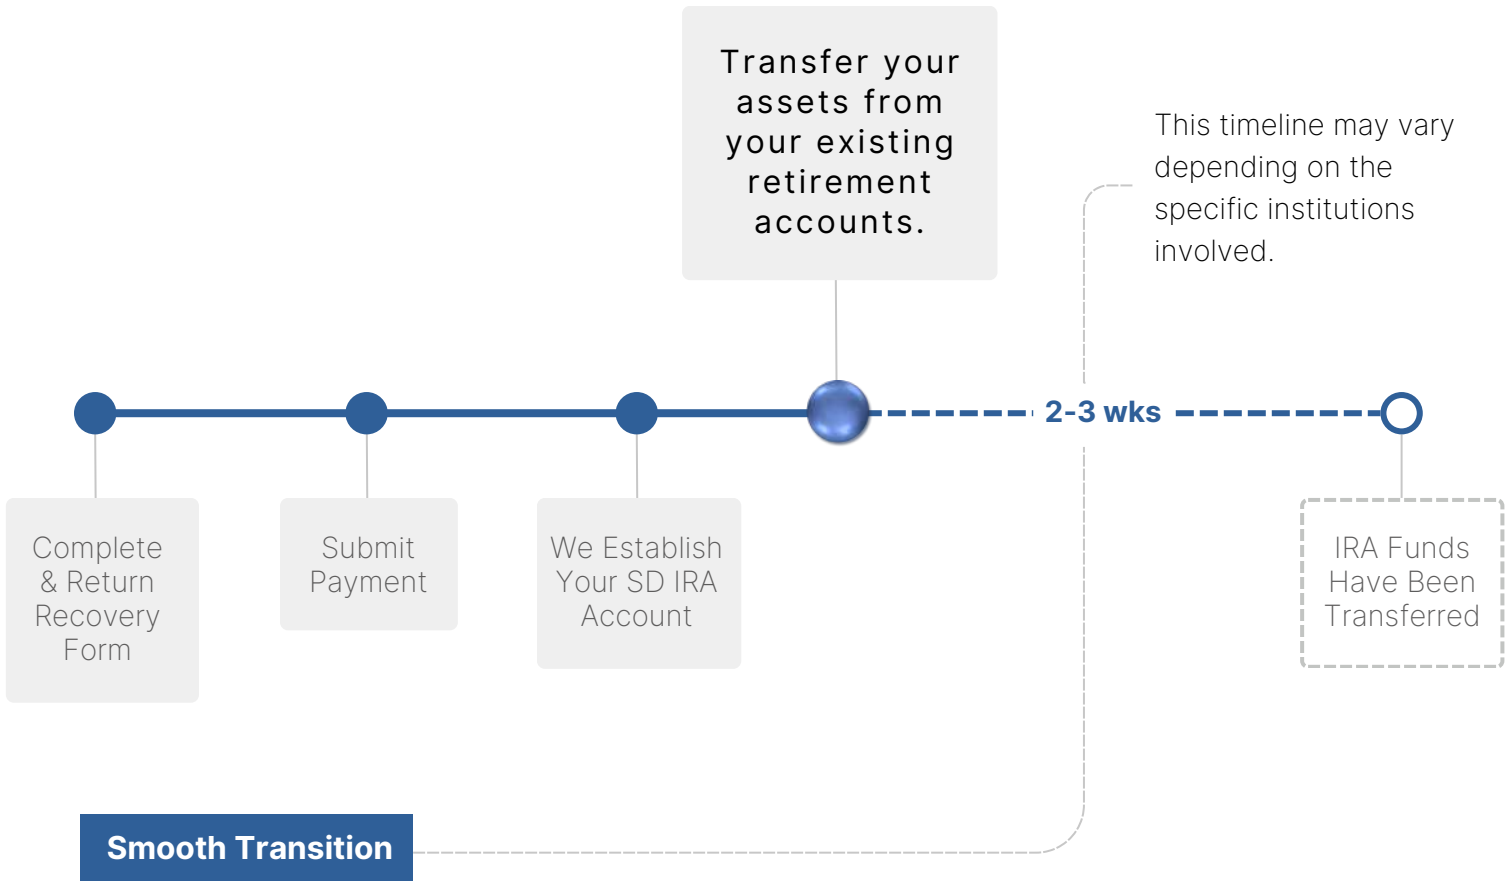 Transfer your
assets from
your existing
retirement
accounts.
This timeline may vary
depending on the
specific institutions
involved.
2-3 wks
Complete
& Return
Recovery
Form
Submit
Payment
We Establish
Your SD IRA
Account
IRA Funds
Have Been
Transferred
Smooth Transition